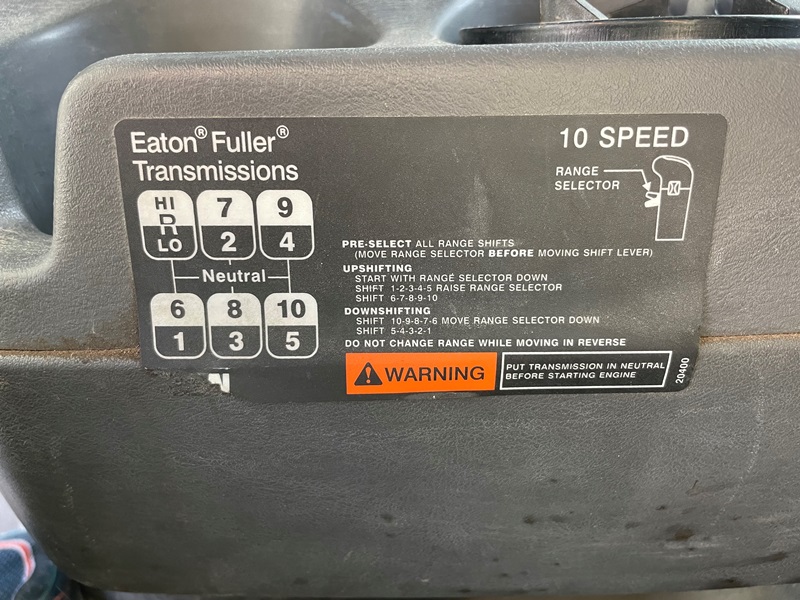 Eaton® Fuller®
Transmissions
10 SPEED
RANGE
SELECTOR
HI 7 9
R
LO 2 4
Neutral
6 8 10
1 3 5
PRE-SELECT ALL RANGE SHIFTS
(MOVE RANGE SELECTOR BEFORE MOVING SHIFT LEVER)
UPSHIFTING
START WITH RANGE SELECTOR DOWN
SHIFT 1-2-3-4-5 RAISE RANGE SELECTOR
SHIFT 6-7-8-9-10
DOWNSHIFTING
SHIFT 10-9-8-7-6 MOVE RANGE SELECTOR DOWN
SHIFT 5-4-3-2-1
DO NOT CHANGE RANGE WHILE MOVING IN REVERSE
WARNING
PUT TRANSMISSION IN NEUTRAL
BEFORE STARTING ENGINE
20400